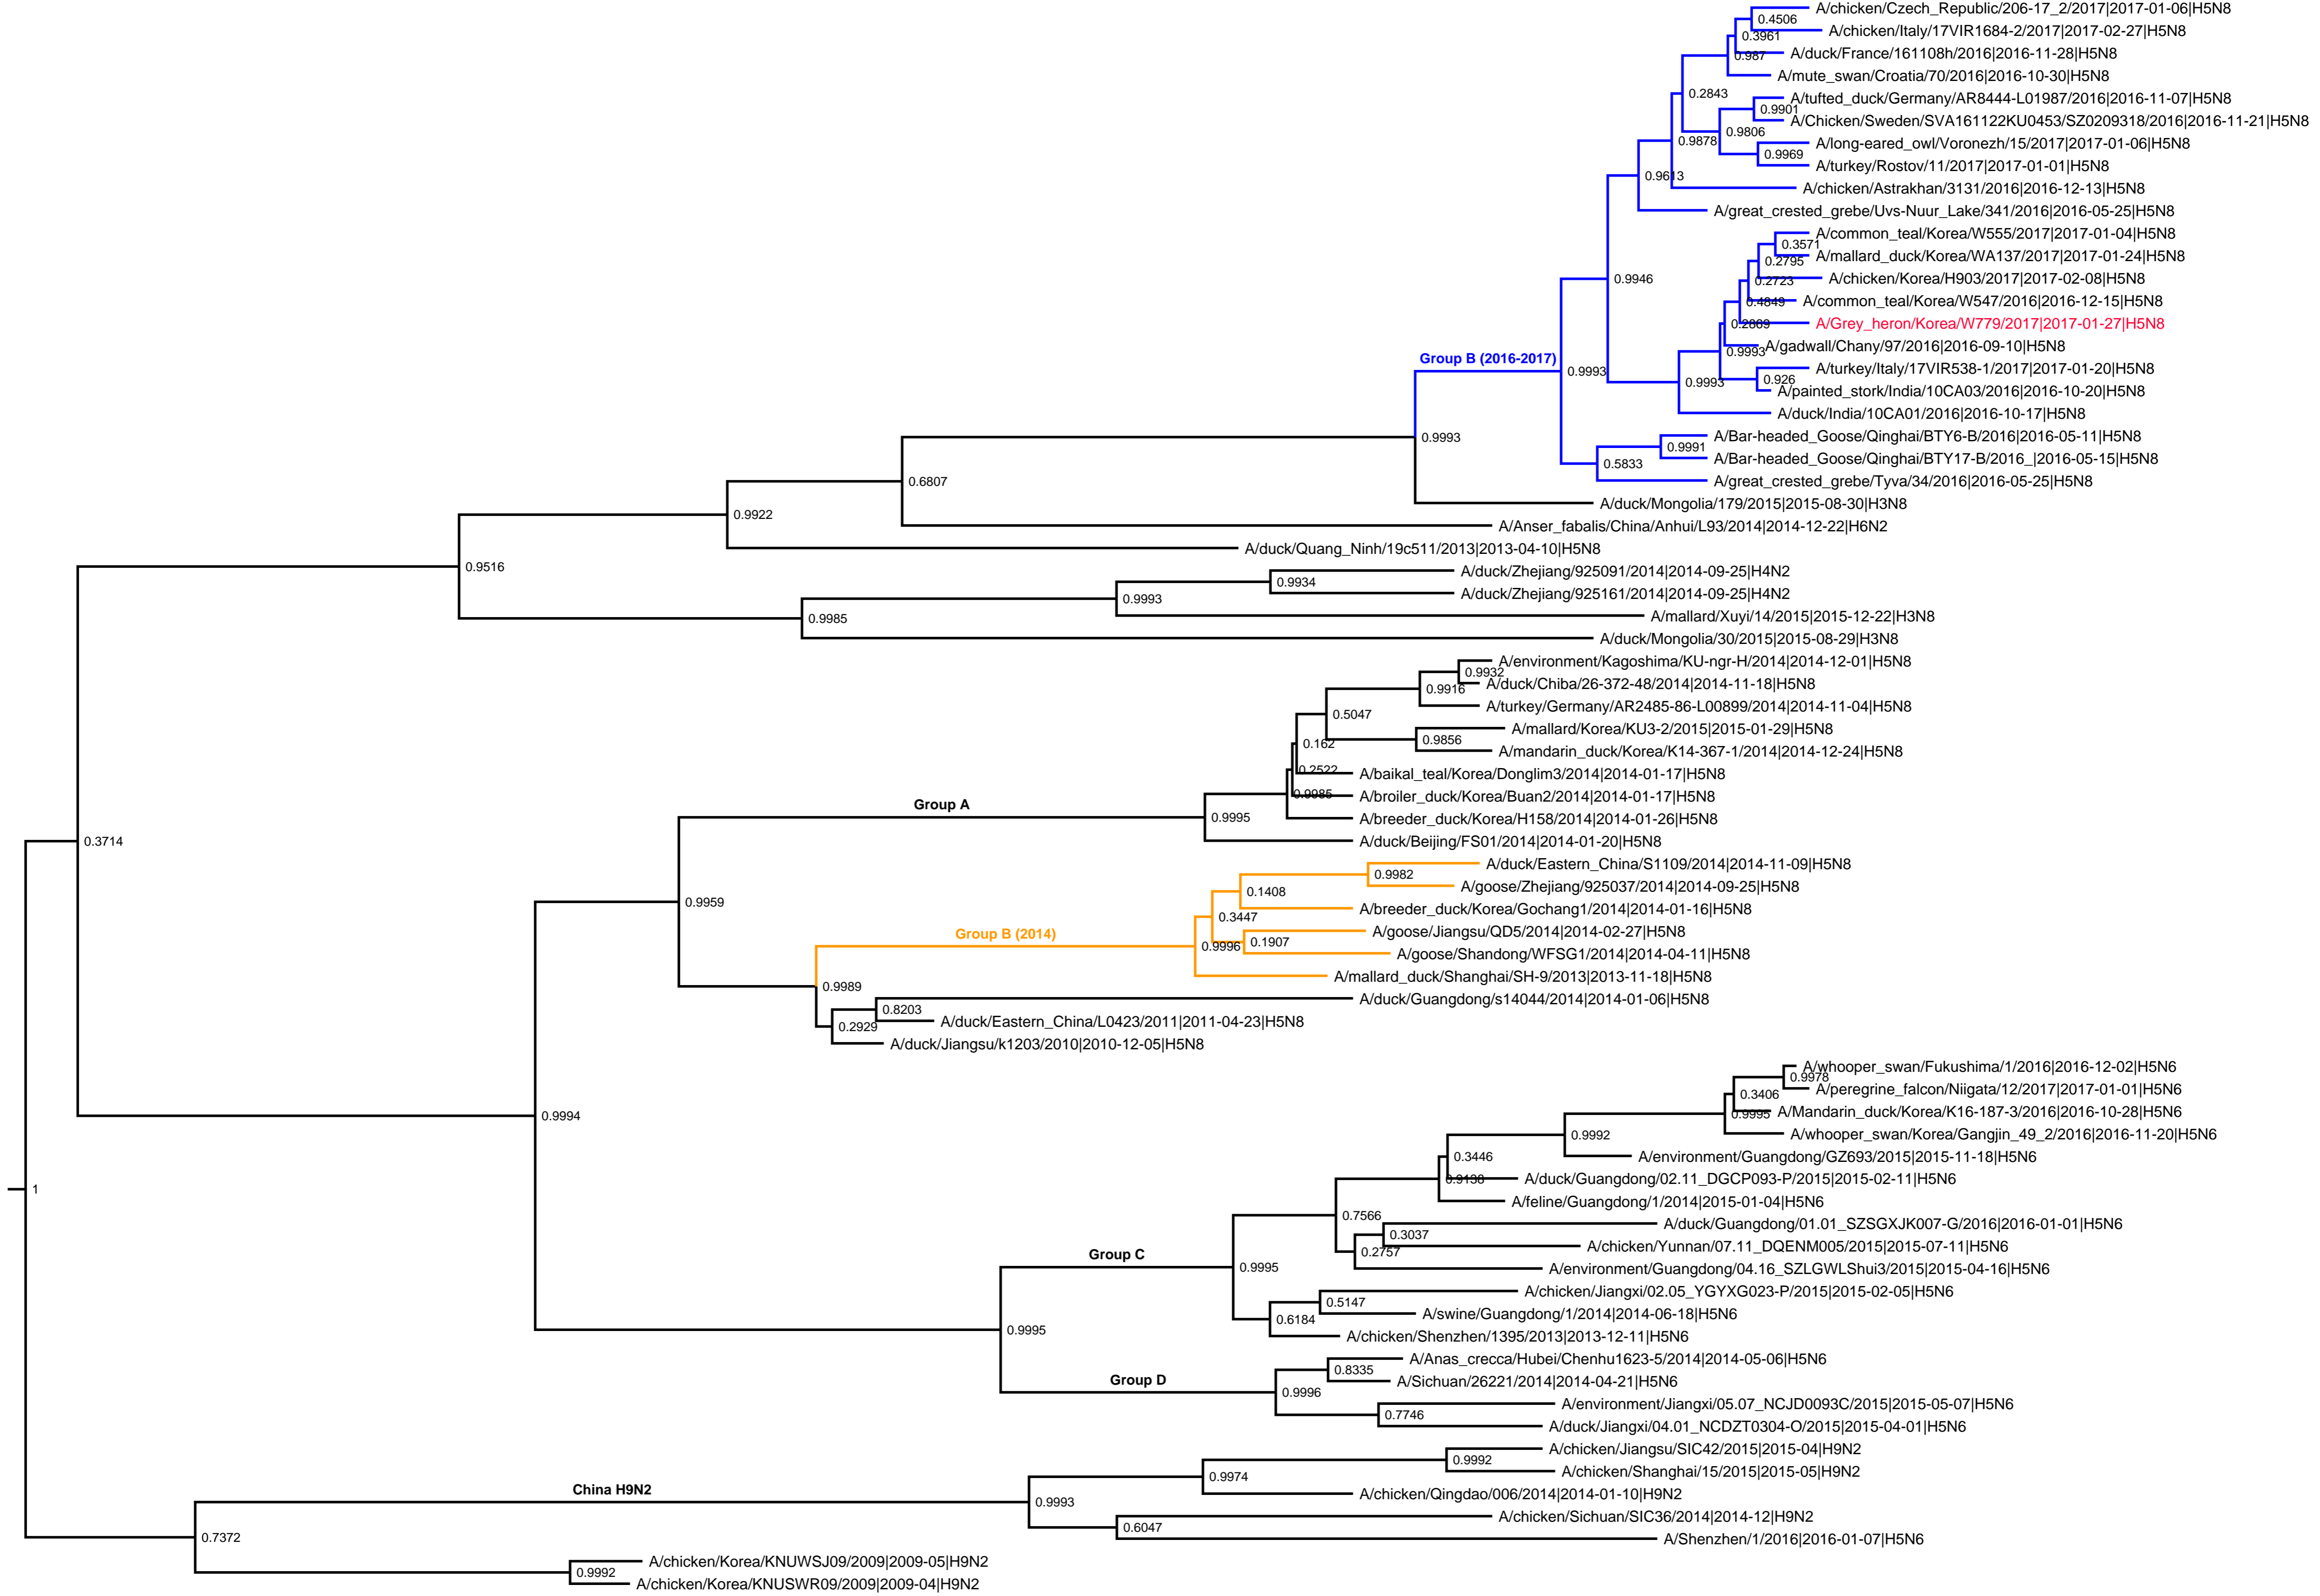 A/chicken/Czech_Republic/206-17_2/2017|2017-01-06|H5N8
0.4506
A/chicken/Italy/17VIR1684-2/2017|2017-02-27|H5N8
0.3961
A/duck/France/161108h/2016|2016-11-28|H5N8
0.987
A/mute_swan/Croatia/70/2016|2016-10-30|H5N8
0.2843
A/tufted_duck/Germany/AR8444-L01987/2016|2016-11-07|H5N8
0.9901
A/Chicken/Sweden/SVA161122KU0453/SZ0209318/2016|2016-11-21|H5N8
0.9806
0.9878
A/long-eared_owl/Voronezh/15/2017|2017-01-06|H5N8
0.9969
A/turkey/Rostov/11/2017|2017-01-01|H5N8
0.9613
A/chicken/Astrakhan/3131/2016|2016-12-13|H5N8
A/great_crested_grebe/Uvs-Nuur_Lake/341/2016|2016-05-25|H5N8
A/common_teal/Korea/W555/2017|2017-01-04|H5N8
0.3571
A/mallard_duck/Korea/WA137/2017|2017-01-24|H5N8
0.2795
0.9946
A/chicken/Korea/H903/2017|2017-02-08|H5N8
0.2723
A/common_teal/Korea/W547/2016|2016-12-15|H5N8
0.4849
A/Grey_heron/Korea/W779/2017|2017-01-27|H5N8
0.2889
A/gadwall/Chany/97/2016|2016-09-10|H5N8
0.9993
Group B (2016-2017)
0.9993
A/turkey/Italy/17VIR538-1/2017|2017-01-20|H5N8
0.926
0.9993
A/painted_stork/India/10CA03/2016|2016-10-20|H5N8
A/duck/India/10CA01/2016|2016-10-17|H5N8
0.9993
A/Bar-headed_Goose/Qinghai/BTY6-B/2016|2016-05-11|H5N8
0.9991
A/Bar-headed_Goose/Qinghai/BTY17-B/2016_|2016-05-15|H5N8
0.5833
0.6807
A/great_crested_grebe/Tyva/34/2016|2016-05-25|H5N8
A/duck/Mongolia/179/2015|2015-08-30|H3N8
0.9922
A/Anser_fabalis/China/Anhui/L93/2014|2014-12-22|H6N2
A/duck/Quang_Ninh/19c511/2013|2013-04-10|H5N8
0.9516
A/duck/Zhejiang/925091/2014|2014-09-25|H4N2
0.9934
A/duck/Zhejiang/925161/2014|2014-09-25|H4N2
0.9993
A/mallard/Xuyi/14/2015|2015-12-22|H3N8
0.9985
A/duck/Mongolia/30/2015|2015-08-29|H3N8
A/environment/Kagoshima/KU-ngr-H/2014|2014-12-01|H5N8
0.9932
A/duck/Chiba/26-372-48/2014|2014-11-18|H5N8
0.9916
A/turkey/Germany/AR2485-86-L00899/2014|2014-11-04|H5N8
0.5047
A/mallard/Korea/KU3-2/2015|2015-01-29|H5N8
0.9856
0.162
A/mandarin_duck/Korea/K14-367-1/2014|2014-12-24|H5N8
0.2522
A/baikal_teal/Korea/Donglim3/2014|2014-01-17|H5N8
0.9985
A/broiler_duck/Korea/Buan2/2014|2014-01-17|H5N8
Group A
0.9995
A/breeder_duck/Korea/H158/2014|2014-01-26|H5N8
0.3714
A/duck/Beijing/FS01/2014|2014-01-20|H5N8
A/duck/Eastern_China/S1109/2014|2014-11-09|H5N8
0.9982
A/goose/Zhejiang/925037/2014|2014-09-25|H5N8
0.1408
0.9959
A/breeder_duck/Korea/Gochang1/2014|2014-01-16|H5N8
0.3447
A/goose/Jiangsu/QD5/2014|2014-02-27|H5N8
Group B (2014)
0.9996
0.1907
A/goose/Shandong/WFSG1/2014|2014-04-11|H5N8
A/mallard_duck/Shanghai/SH-9/2013|2013-11-18|H5N8
0.9989
A/duck/Guangdong/s14044/2014|2014-01-06|H5N8
0.8203
A/duck/Eastern_China/L0423/2011|2011-04-23|H5N8
0.2929
A/duck/Jiangsu/k1203/2010|2010-12-05|H5N8
A/whooper_swan/Fukushima/1/2016|2016-12-02|H5N6
0.9978
A/peregrine_falcon/Niigata/12/2017|2017-01-01|H5N6
0.3406
A/Mandarin_duck/Korea/K16-187-3/2016|2016-10-28|H5N6
0.9995
0.9994
A/whooper_swan/Korea/Gangjin_49_2/2016|2016-11-20|H5N6
0.9992
A/environment/Guangdong/GZ693/2015|2015-11-18|H5N6
0.3446
A/duck/Guangdong/02.11_DGCP093-P/2015|2015-02-11|H5N6
0.9138
1
A/feline/Guangdong/1/2014|2015-01-04|H5N6
0.7566
A/duck/Guangdong/01.01_SZSGXJK007-G/2016|2016-01-01|H5N6
0.3037
A/chicken/Yunnan/07.11_DQENM005/2015|2015-07-11|H5N6
0.2757
Group C
0.9995
A/environment/Guangdong/04.16_SZLGWLShui3/2015|2015-04-16|H5N6
A/chicken/Jiangxi/02.05_YGYXG023-P/2015|2015-02-05|H5N6
0.5147
A/swine/Guangdong/1/2014|2014-06-18|H5N6
0.6184
0.9995
A/chicken/Shenzhen/1395/2013|2013-12-11|H5N6
A/Anas_crecca/Hubei/Chenhu1623-5/2014|2014-05-06|H5N6
0.8335
Group D
A/Sichuan/26221/2014|2014-04-21|H5N6
0.9996
A/environment/Jiangxi/05.07_NCJD0093C/2015|2015-05-07|H5N6
0.7746
A/duck/Jiangxi/04.01_NCDZT0304-O/2015|2015-04-01|H5N6
A/chicken/Jiangsu/SIC42/2015|2015-04|H9N2
0.9992
A/chicken/Shanghai/15/2015|2015-05|H9N2
0.9974
China H9N2
A/chicken/Qingdao/006/2014|2014-01-10|H9N2
0.9993
A/chicken/Sichuan/SIC36/2014|2014-12|H9N2
0.6047
0.7372
A/Shenzhen/1/2016|2016-01-07|H5N6
A/chicken/Korea/KNUWSJ09/2009|2009-05|H9N2
0.9992
A/chicken/Korea/KNUSWR09/2009|2009-04|H9N2